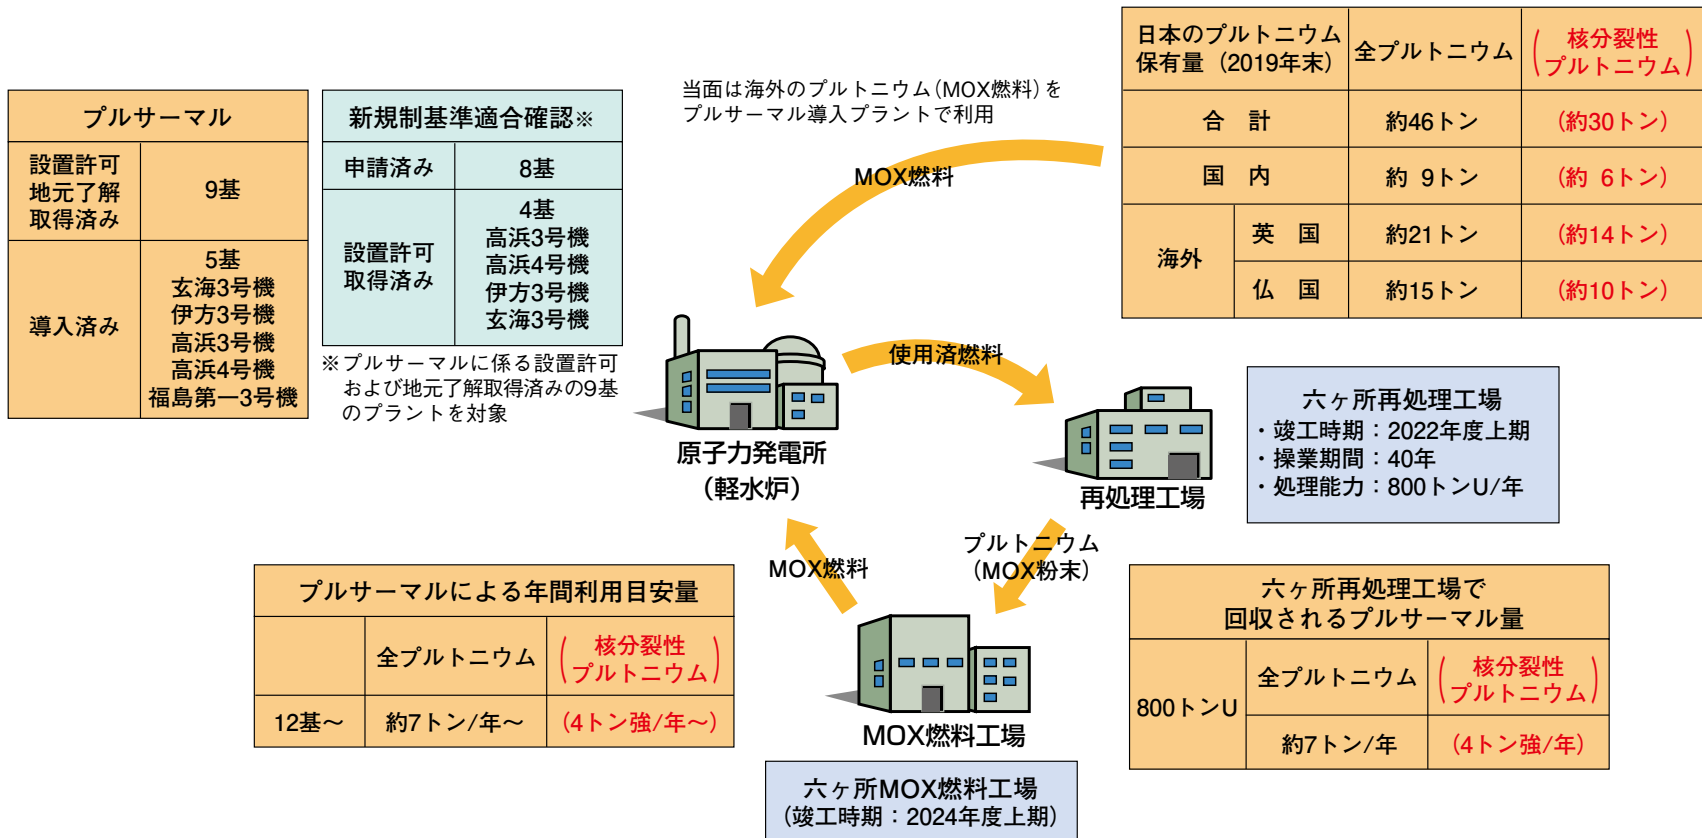 プルサーマル
設置許可
地元了解
取得済み
9基
導入済み
5基
玄海3号機
伊方3号機
高浜3号機
高浜4号機
福島第一3号機
新規制基準適合確認※
申請済み
8基
設置許可
取得済み
4基
高浜3号機
高浜4号機
伊方3号機
玄海3号機
※プルサーマルに係る設置許可
および地元了解取得済みの9基
のプラントを対象
当面は海外のプルトニウム(MOX燃料)を
プルサーマル導入プラントで利用
MOX燃料
日本のプルトニウム
保有量（2019年末）
全プルトニウム
(核分裂性
プルトニウム)
合 計
約46トン
(約30トン)
国 内
約 9トン
(約 6トン)
海外
英 国
約21トン
(約14トン)
仏 国
約15トン
(約10トン)
使用済燃料
原子力発電所
（軽水炉）
再処理工場
六ヶ所再処理工場
・竣工時期：2022年度上期
・操業期間：40年
・処理能力：800トンU/年
プルトニウム
（MOX粉末）
MOX燃料
MOX燃料工場
六ヶ所MOX燃料工場
（竣工時期：2024年度上期）
プルサーマルによる年間利用目安量
全プルトニウム
(核分裂性
プルトニウム)
12基～
約7トン/年～
(4トン強/年～)
六ヶ所再処理工場で
回収されるプルサーマル量
800トンU
全プルトニウム
(核分裂性
プルトニウム)
約7トン/年
(4トン強/年)